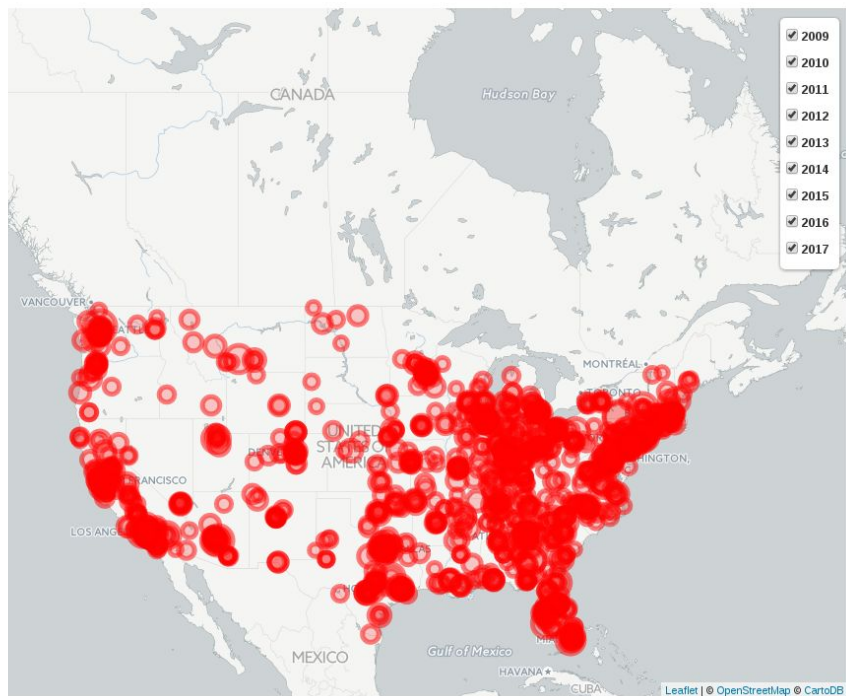 2009
2010
2011
2012
2013
2014
2015
2016
2017
CANADA
Hudson Bay
VANCOUVER
MONTRÉAL
TORONTO
UNITED
STATES OF
AMERICA
FRANCISCO
LOS ANG
Gulf of Mexico
MEXICO
HAVANA
CUBA
Leaflet | © OpenStreetMap © CartoDB